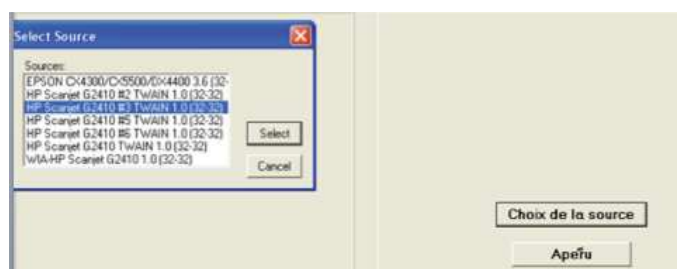 Select Source
Sources:
EPSON CX4300/CX5500/DX4400 3.6 (32-
HP Scanjet G2410 #2 TWAIN 1.0 (32-32)
HP Scanjet G2410 #3 TWAIN 1.0 (32-32)
HP Scanjet G2410 #5 TWAIN 1.0 (32-32)
HP Scanjet G2410 #6 TWAIN 1.0 (32-32)
HP Scanjet G2410 TWAIN 1.0 (32-32)
WIA-HP Scanjet G2410 1.0 (32-32)
Select
Cancel
Choix de la source
Apeřu